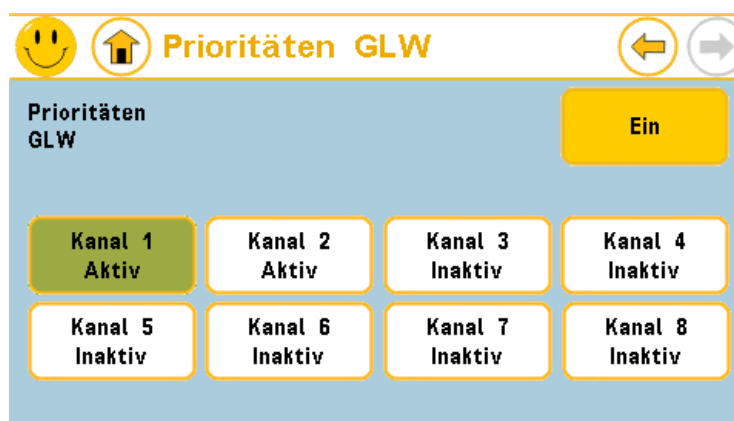 Prioritäten GLW
Prioritäten
GLW
Ein
Kanal 1
Aktiv
Kanal 2
Aktiv
Kanal 3
Inaktiv
Kanal 4
Inaktiv
Kanal 5
Inaktiv
Kanal 6
Inaktiv
Kanal 7
Inaktiv
Kanal 8
Inaktiv